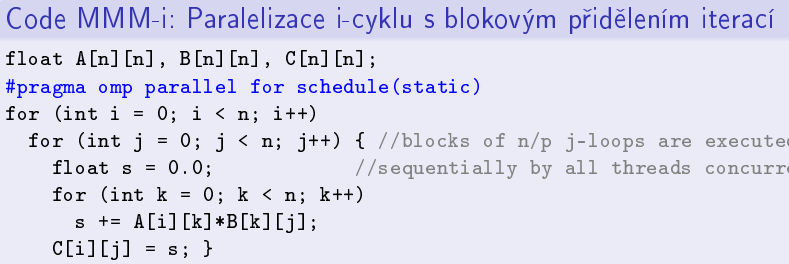 Code MMM-i: Paralelizace i-cyklu s blokovým přidělením iterací
float A[n][n], B[n][n], C[n][n];
#pragma omp parallel for schedule(static)
for (int i = 0; i < n; i++)
for (int j = 0; j < n; j++) { //blocks of n/p j-loops are executed
float s = 0.0; //sequentially by all threads concurre
for (int k = 0; k < n; k++)
s += A[i][k]*B[k][j];
C[i][j] = s; }